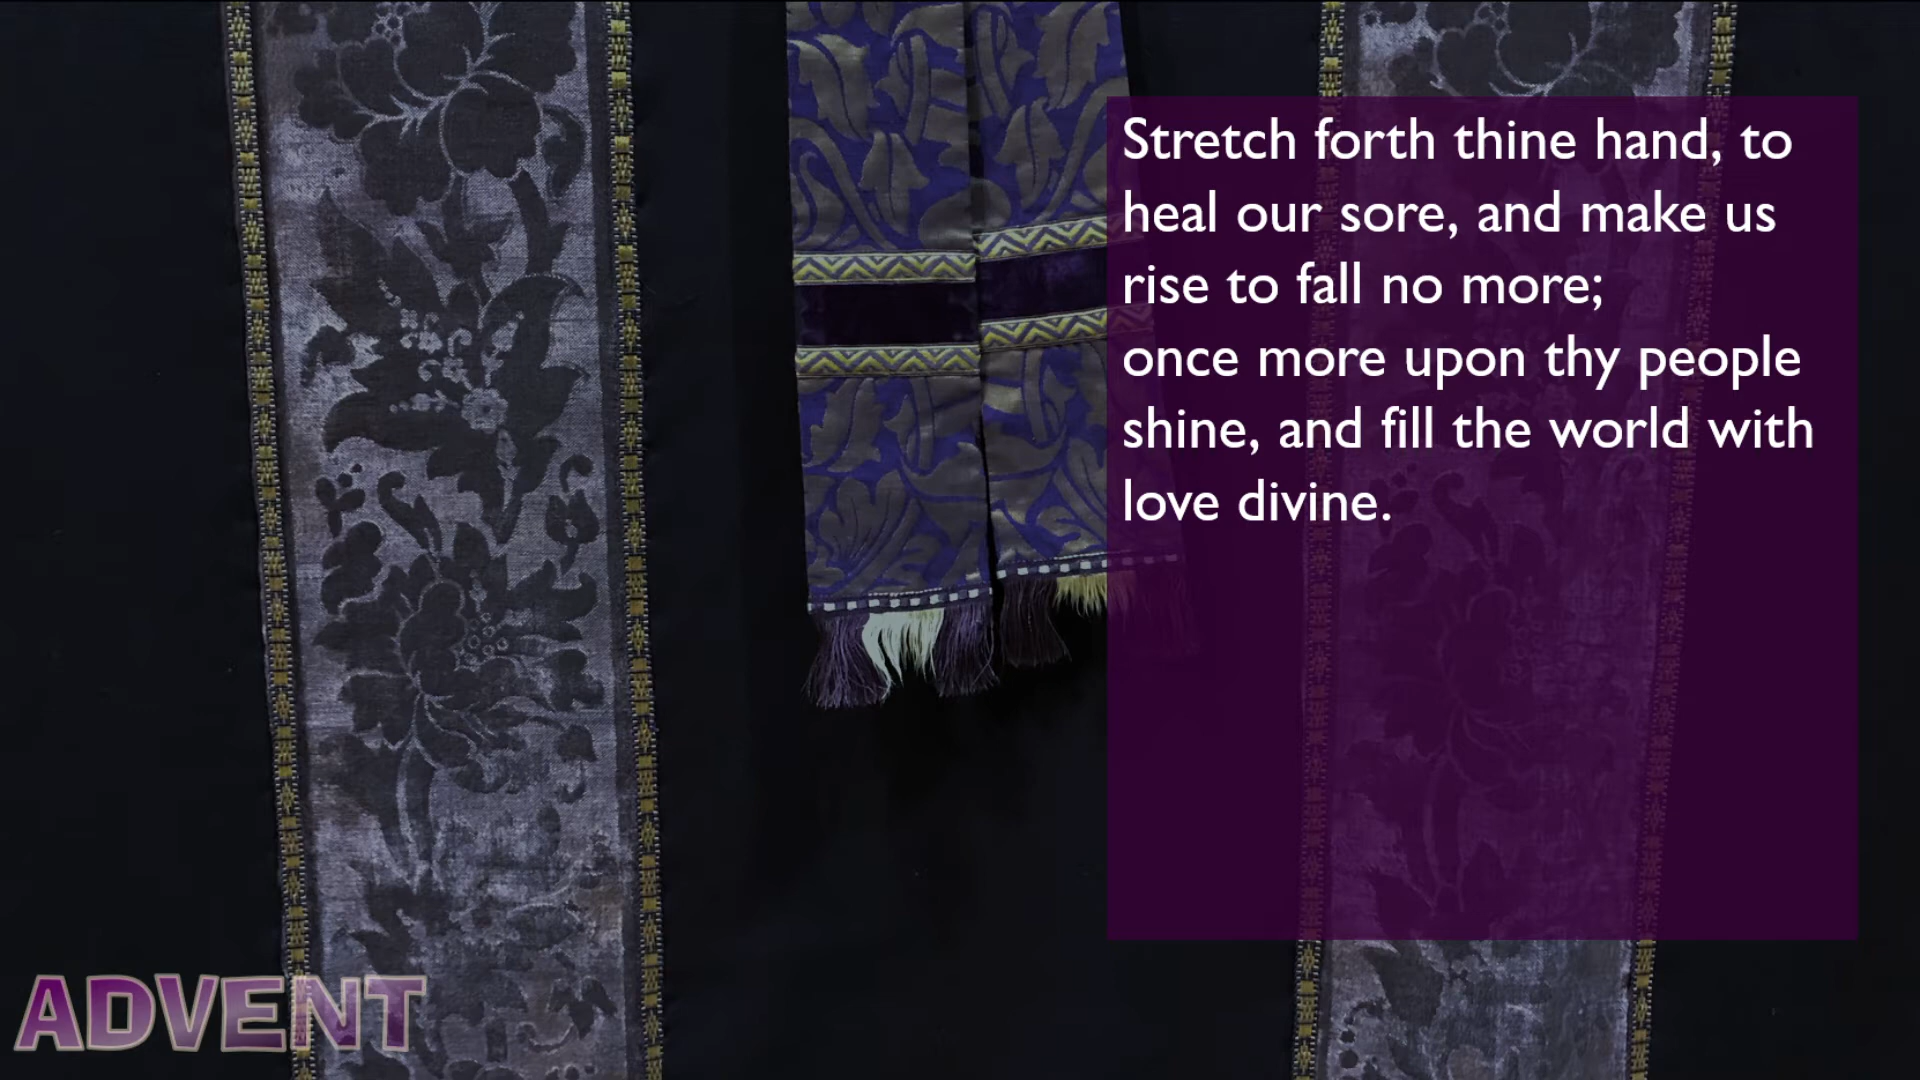 Stretch forth thine hand, to
heal our sore, and make us
rise to fall no more;
once more upon thy people
shine, and fill the world with
love divine.
ADVENT